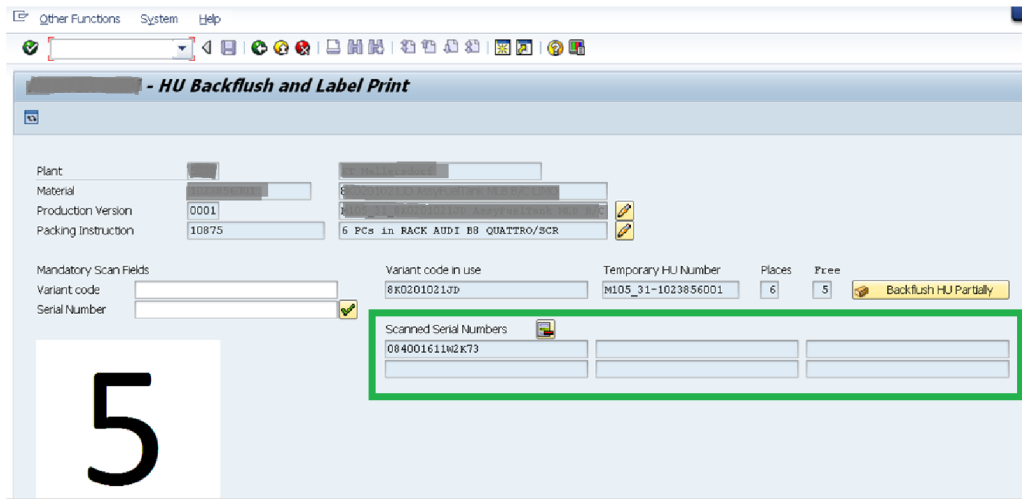 Other Functions System Help
- HU Backflush and Label Print
Plant
Material
Production Version 0001
Packing Instruction 10875 6 PCs in RACK AUDI B8 QUATTRO/SCR
Mandatory Scan Fields Variant code in use Temporary HU Number Places Free
Variant code 8K0201021JD M105_31-1023856001 6 5 Backflush HU Partially
Serial Number
Scanned Serial Numbers
084001611W2K73
5